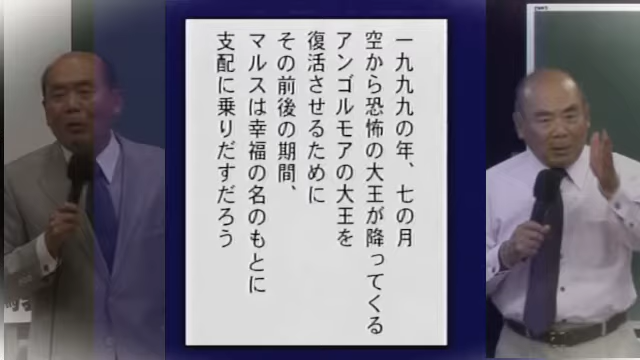 一九九九の年、七の月
空から恐怖の大王が降ってくる
アンゴルモアの大王を
復活させるために
その前後の期間、
マルスは幸福の名のもとに
支配に乗りだすだろう